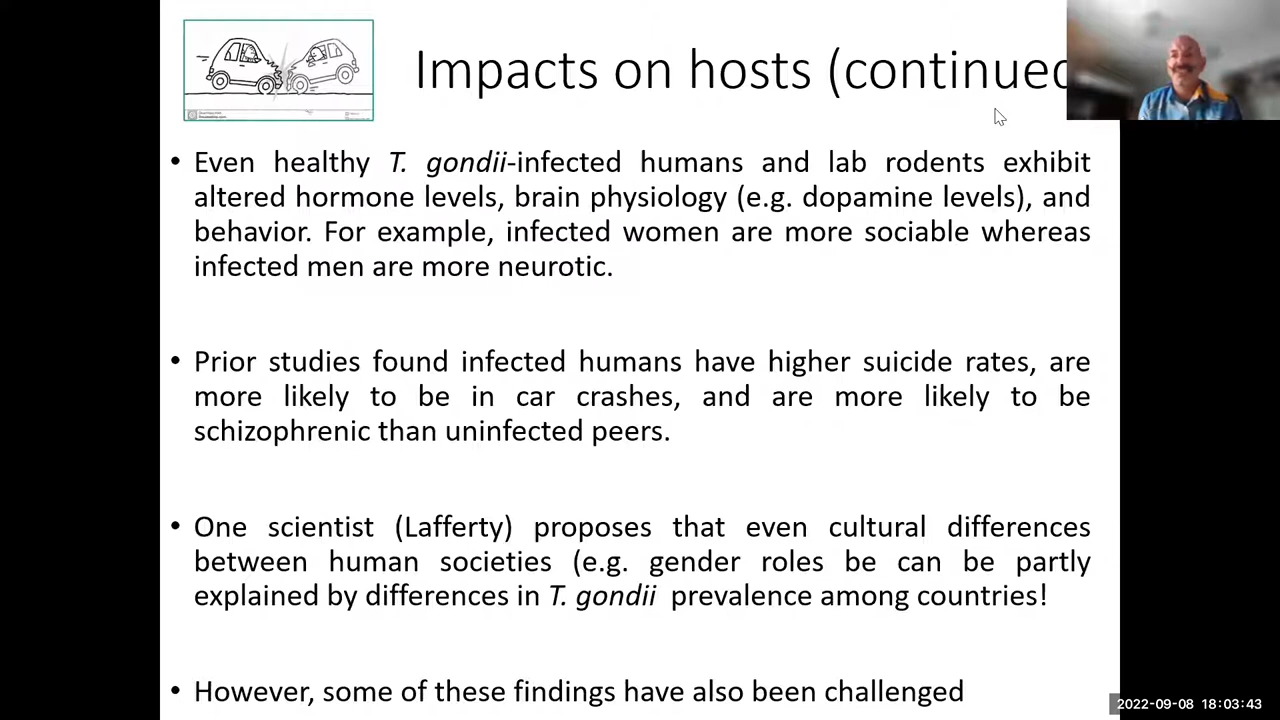 Impacts on hosts (continued
• Even healthy T. gondii-infected humans and lab rodents exhibit
altered hormone levels, brain physiology (e.g. dopamine levels), and
behavior. For example, infected women are more sociable whereas
infected men are more neurotic.
• Prior studies found infected humans have higher suicide rates, are
more likely to be in car crashes, and are more likely to be
schizophrenic than uninfected peers.
• One scientist (Lafferty) proposes that even cultural differences
between human societies (e.g. gender roles be can be partly
explained by differences in T. gondii prevalence among countries!
• However, some of these findings have also been challenged
2022-09-08 18:03:43